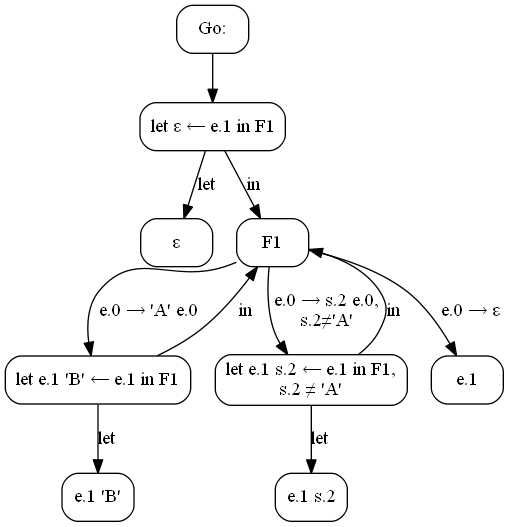 Go:
let ε ← e.1 in F1
let
in
ε
F1
e.0 → 'A' e.0
in
e.0 → s.2 e.0,
s.2≠'A'
in
e.0 → ε
let e.1 'B' ← e.1 in F1
let e.1 s.2 ← e.1 in F1,
s.2 ≠ 'A'
e.1
let
let
e.1 'B'
e.1 s.2